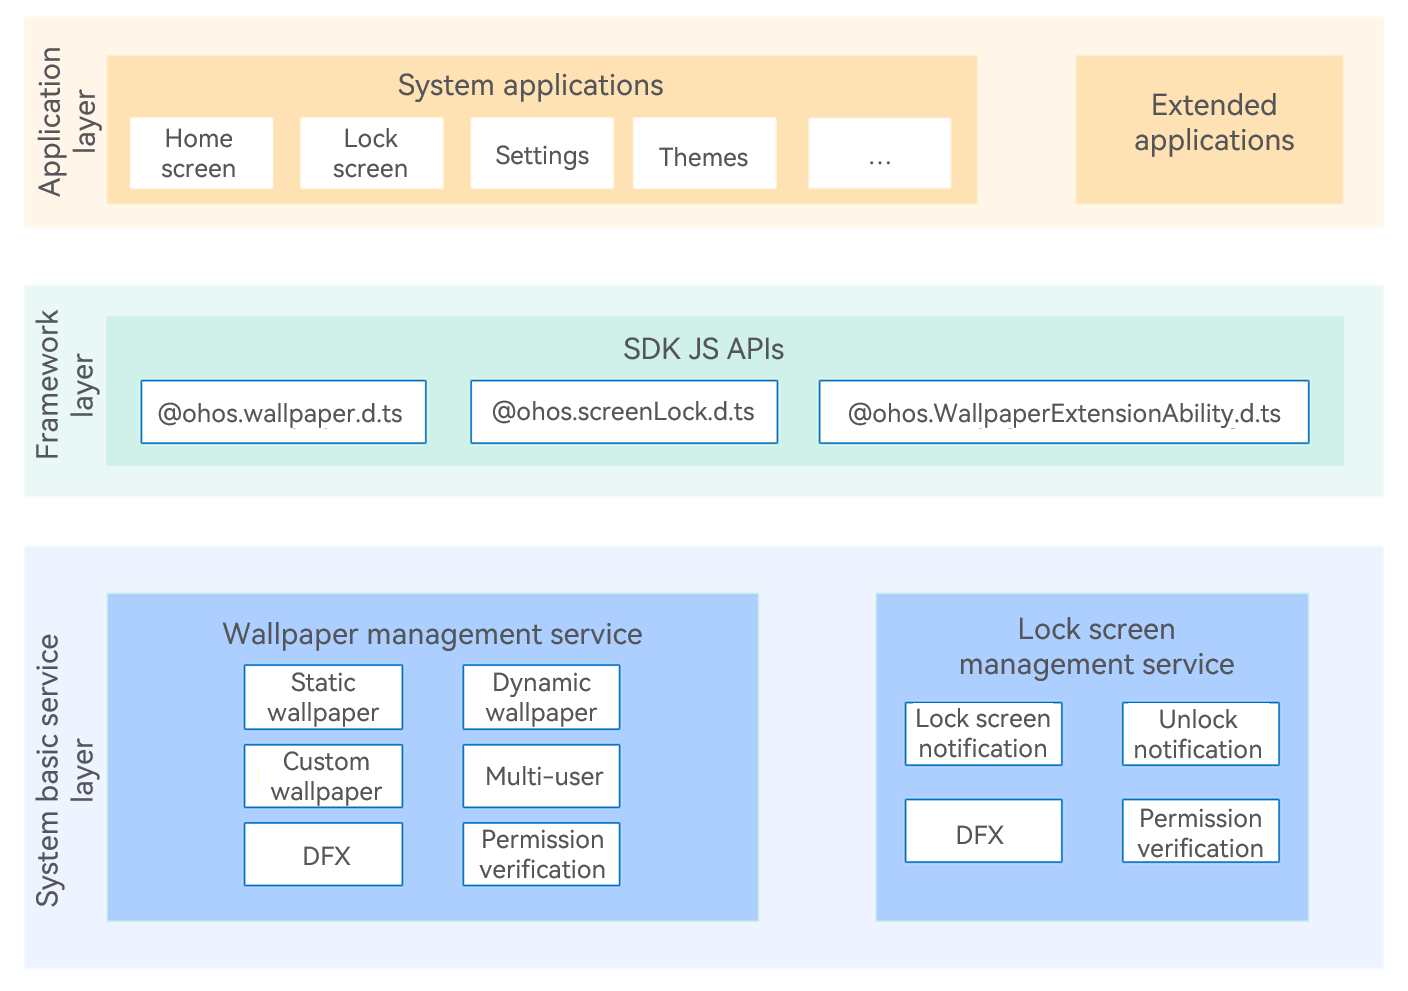 Application
layer
System applications
Home
screen
Lock
screen
Settings
Themes
...
Extended
applications
Framework
layer
SDK JS APIs
@ohos.wallpaper.d.ts
@ohos.screenLock.d.ts
@ohos.WallpaperExtensionAbility.d.ts
System basic service
layer
Wallpaper management service
Static
wallpaper
Dynamic
wallpaper
Custom
wallpaper
Multi-user
DFX
Permission
verification
Lock screen
management service
Lock screen
notification
Unlock
notification
DFX
Permission
verification